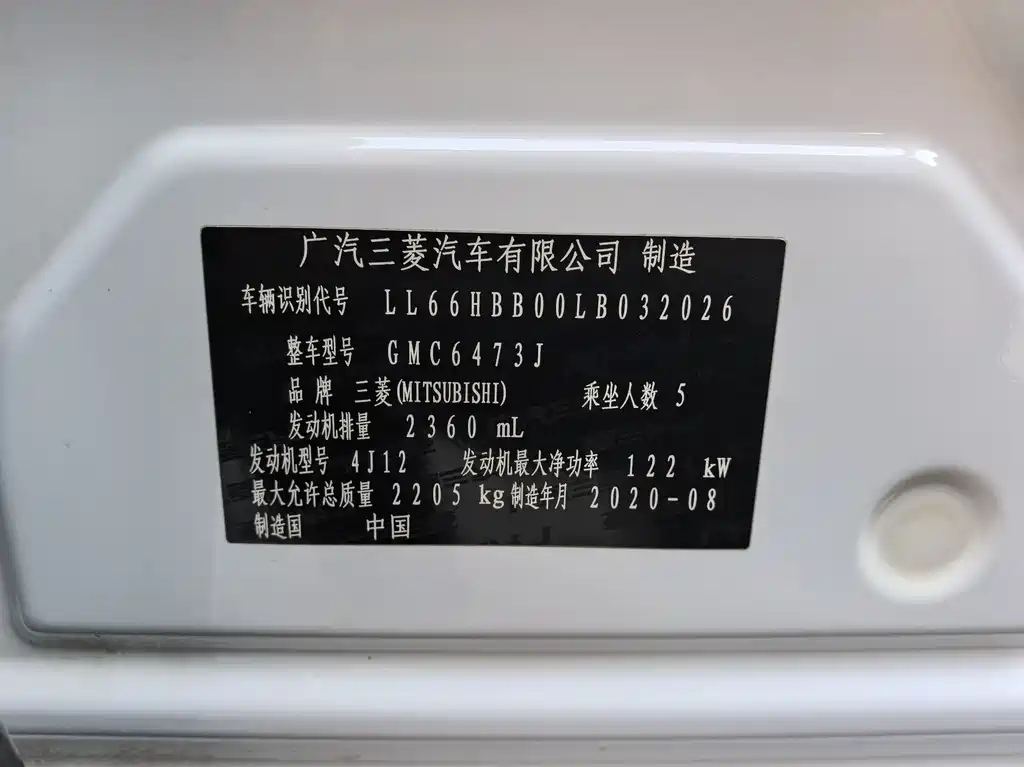 广汽三菱汽车有限公司 制造
车辆识别代号 LL66HBB00LB032026
整车型号 GMC6473J
品牌 三菱(MITSUBISHI) 乘坐人数 5
发动机排量 2360 mL
发动机型号 4J12 发动机最大净功率 122 kW
最大允许总质量 2205 kg 制造年月 2020-08
制造国 中国